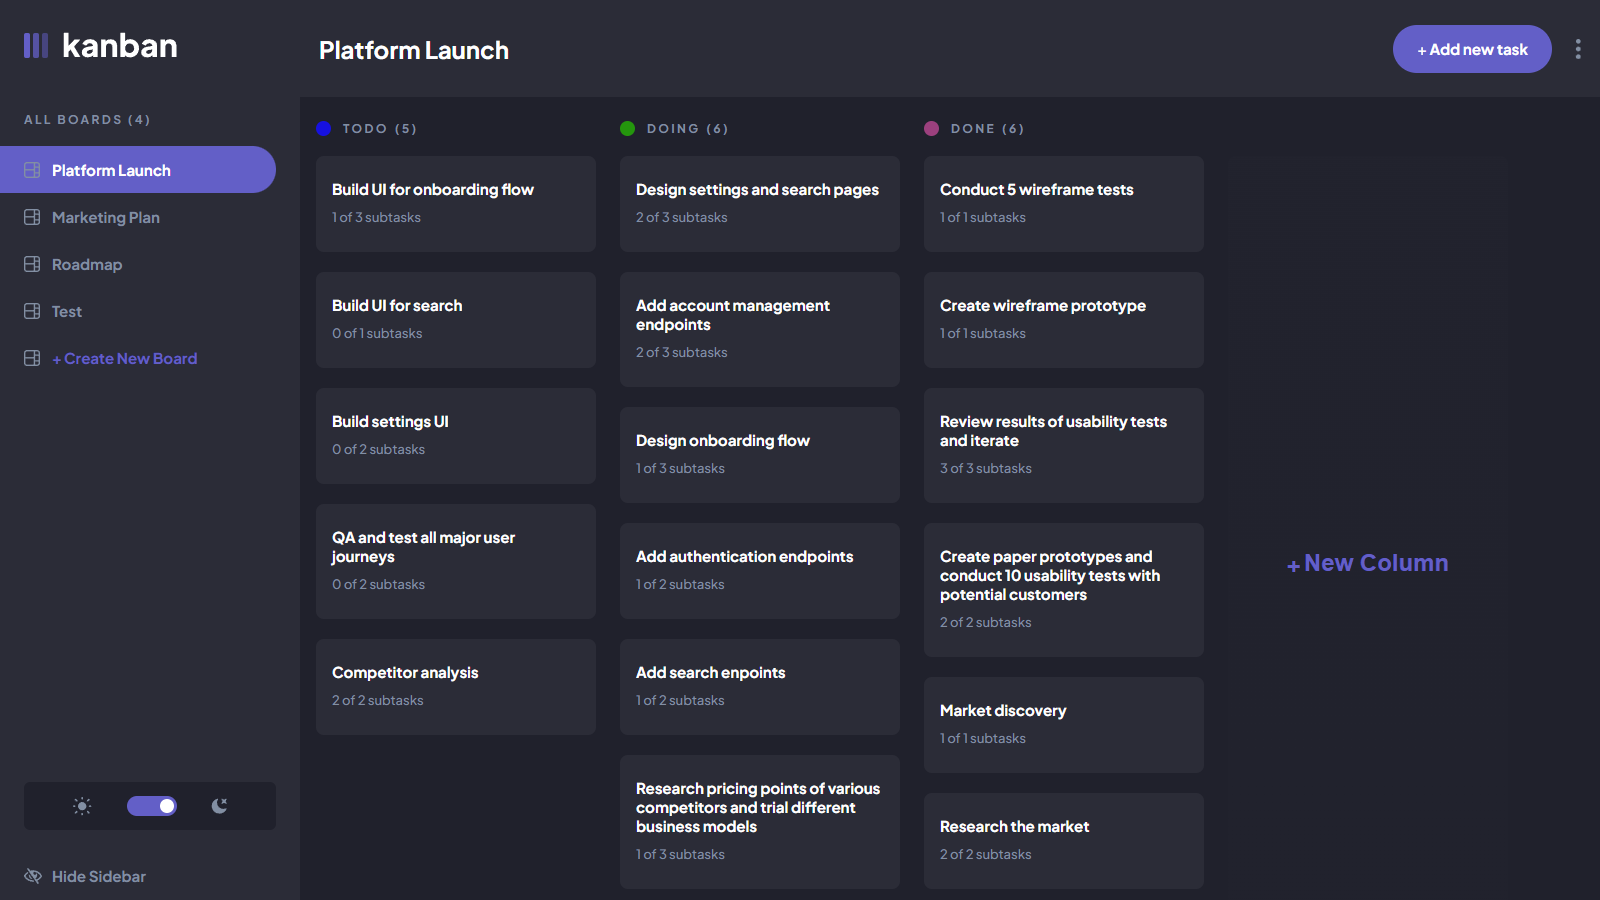 kanban
Platform Launch
+ Add new task
ALL BOARDS (4)
Platform Launch
Marketing Plan
Roadmap
Test
+ Create New Board
Hide Sidebar
TODO (5)
Build UI for onboarding flow
1 of 3 subtasks
Build UI for search
0 of 1 subtasks
Build settings UI
0 of 2 subtasks
QA and test all major user
journeys
0 of 2 subtasks
Competitor analysis
2 of 2 subtasks
DOING (6)
Design settings and search pages
2 of 3 subtasks
Add account management
endpoints
2 of 3 subtasks
Design onboarding flow
1 of 3 subtasks
Add authentication endpoints
1 of 2 subtasks
Add search enpoints
1 of 2 subtasks
Research pricing points of various
competitors and trial different
business models
1 of 3 subtasks
DONE (6)
Conduct 5 wireframe tests
1 of 1 subtasks
Create wireframe prototype
1 of 1 subtasks
Review results of usability tests
and iterate
3 of 3 subtasks
Create paper prototypes and
conduct 10 usability tests with
potential customers
2 of 2 subtasks
Market discovery
1 of 1 subtasks
Research the market
2 of 2 subtasks
+ New Column